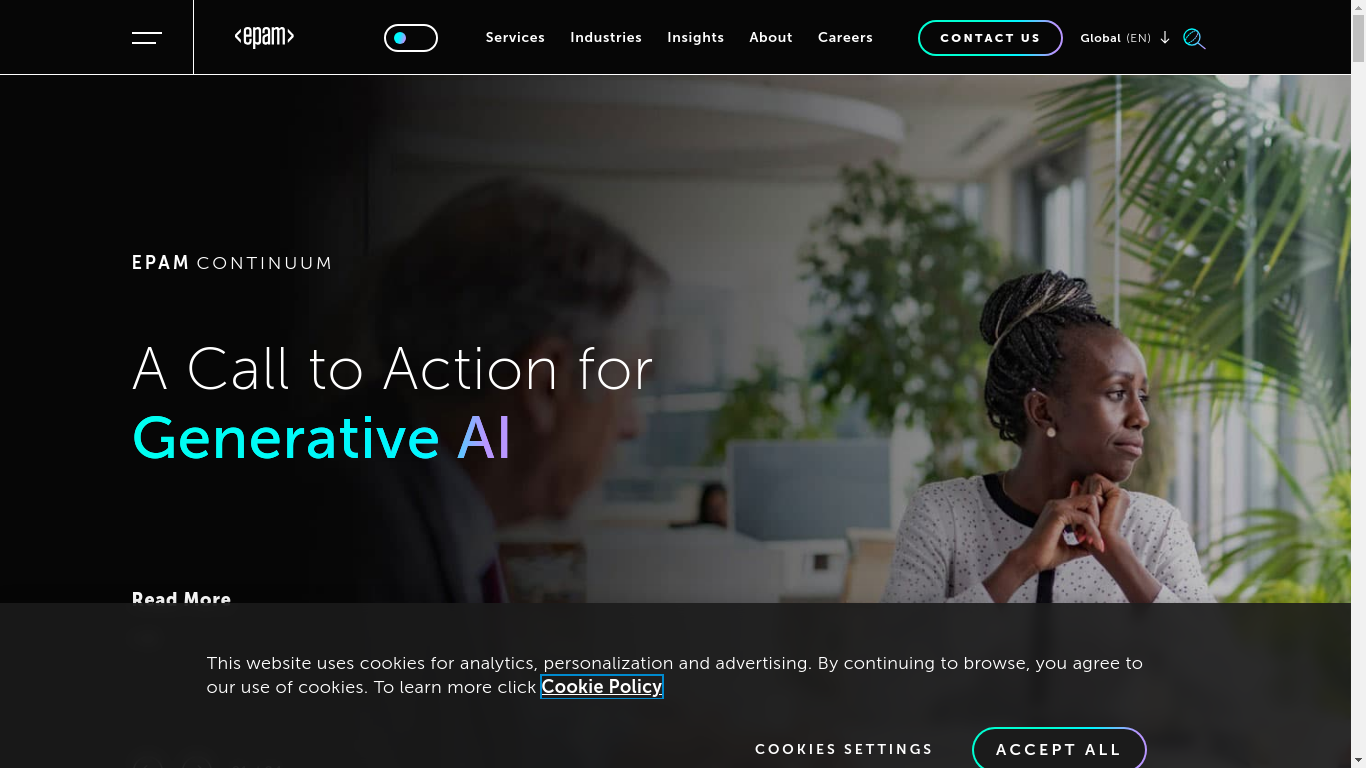 <epam>
Services
Industries
Insights
About
Careers
CONTACT US
Global (EN)
EPAM CONTINUUM
A Call to Action for
Generative AI
Read More
This website uses cookies for analytics, personalization and advertising. By continuing to browse, you agree to
our use of cookies. To learn more click Cookie Policy
COOKIES SETTINGS
ACCEPT ALL